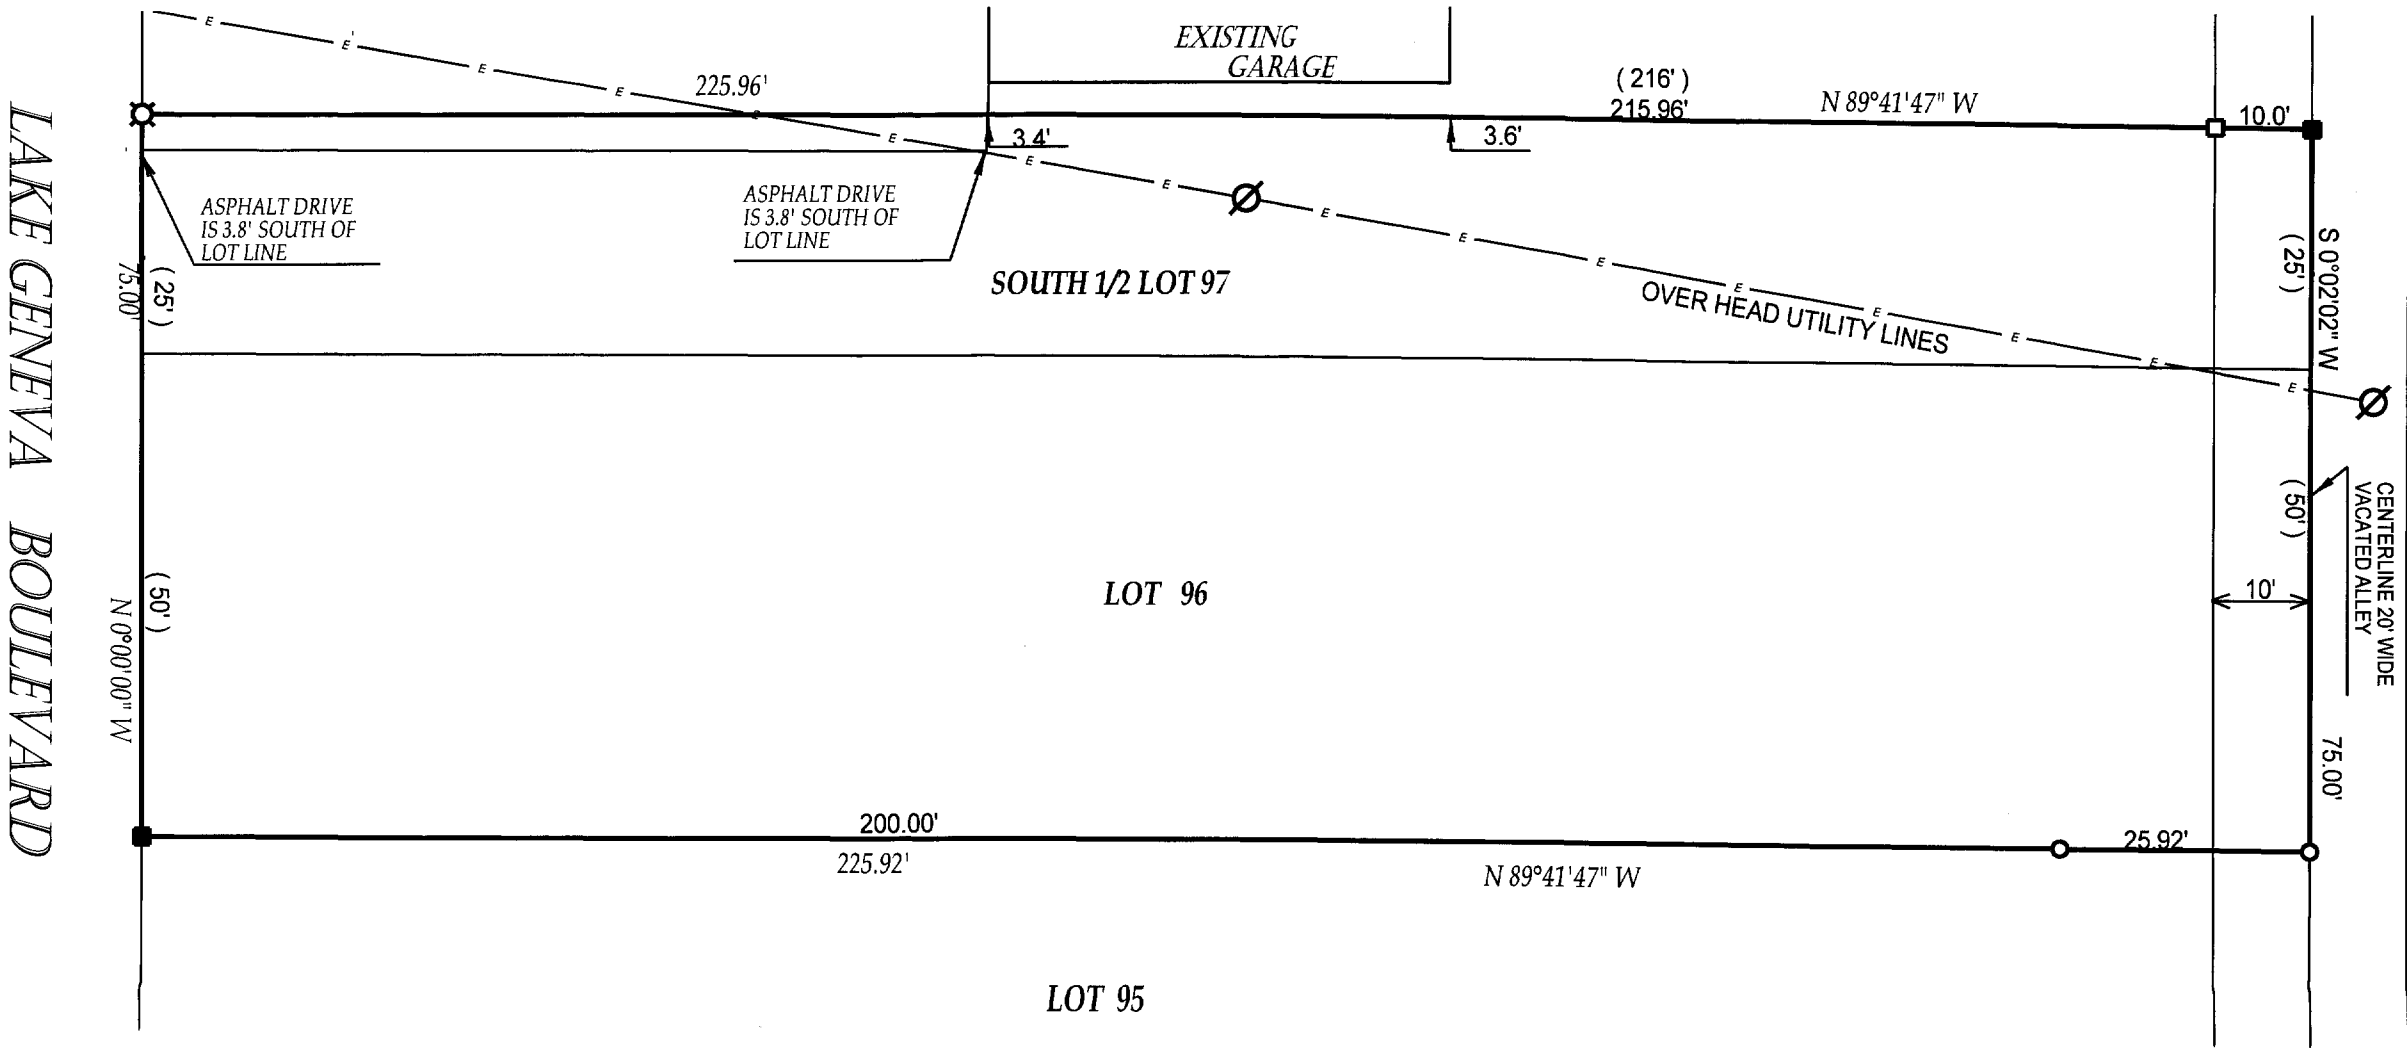 EXISTING
GARAGE
225.96'
(216')
215.96'
N 89°41'47" W
10.0'
3.4'
3.6'
E E E E E E E E E E E E E E E E
ASPHALT DRIVE
IS 3.8' SOUTH OF
LOT LINE
ASPHALT DRIVE
IS 3.8' SOUTH OF
LOT LINE
SOUTH 1/2 LOT 97
OVER HEAD UTILITY LINES
LAKE GENEVA BOULEVARD
75.00'
(25')
(50')
N 0°00'00" W
S 0°02'02" W
(25')
(50')
CENTERLINE 20' WIDE
VACATED ALLEY
10'
75.00'
LOT 96
200.00'
225.92'
N 89°41'47" W
25.92'
LOT 95